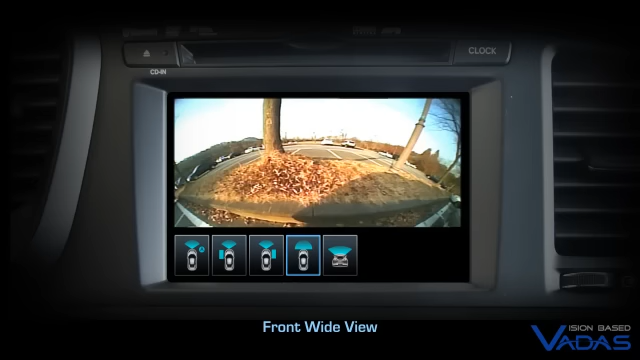 CLOCK
CD-IN
Front Wide View
VISION BASED
VADAS